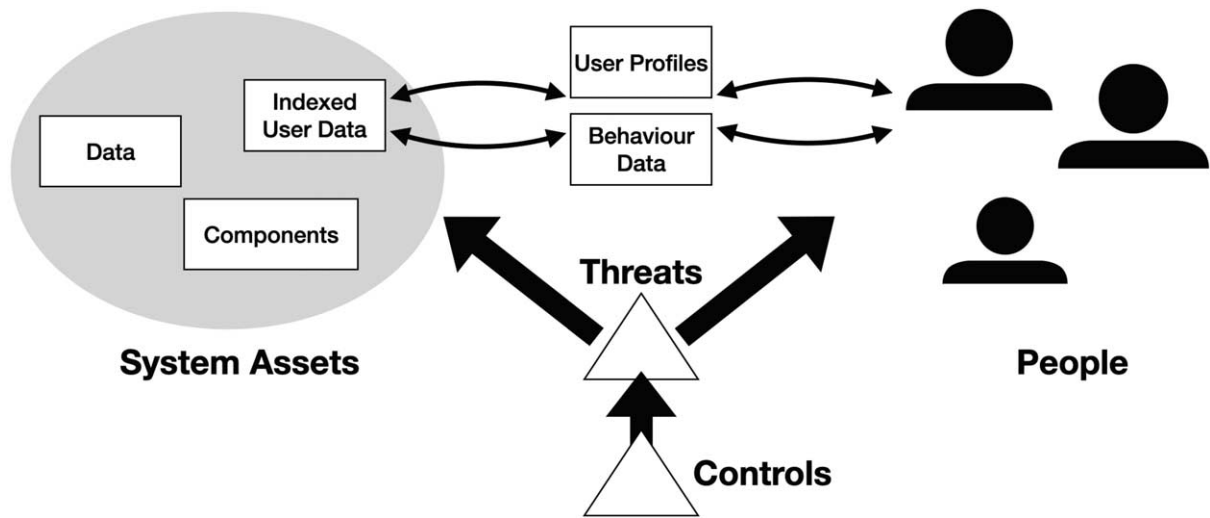 User Profiles
Indexed
User Data
Data
Behaviour
Data
Components
Threats
System Assets
People
Controls